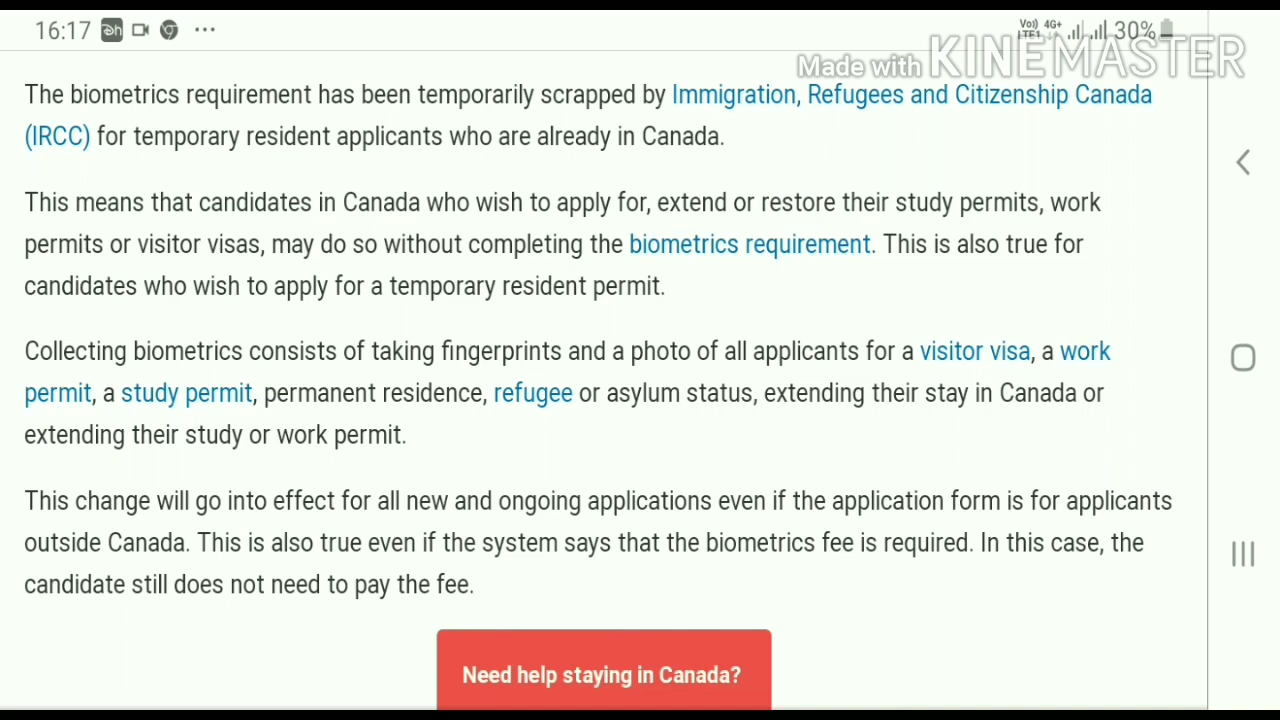 16:17
Vo)) 4G+
LTE1
30%
Made with KINEMASTER
The biometrics requirement has been temporarily scrapped by Immigration, Refugees and Citizenship Canada
(IRCC) for temporary resident applicants who are already in Canada.
This means that candidates in Canada who wish to apply for, extend or restore their study permits, work
permits or visitor visas, may do so without completing the biometrics requirement. This is also true for
candidates who wish to apply for a temporary resident permit.
Collecting biometrics consists of taking fingerprints and a photo of all applicants for a visitor visa, a work
permit, a study permit, permanent residence, refugee or asylum status, extending their stay in Canada or
extending their study or work permit.
This change will go into effect for all new and ongoing applications even if the application form is for applicants
outside Canada. This is also true even if the system says that the biometrics fee is required. In this case, the
candidate still does not need to pay the fee.
Need help staying in Canada?